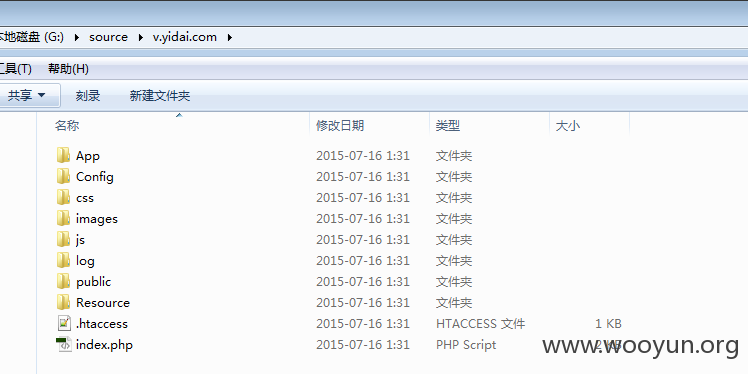 本地磁盘 (G:) source v.yidai.com
工具(T) 帮助(H)
共享 刻录 新建文件夹
名称 修改日期 类型 大小
App 2015-07-16 1:31 文件夹
Config 2015-07-16 1:31 文件夹
css 2015-07-16 1:31 文件夹
images 2015-07-16 1:31 文件夹
js 2015-07-16 1:31 文件夹
log 2015-07-16 1:31 文件夹
public 2015-07-16 1:31 文件夹
Resource 2015-07-16 1:31 文件夹
.htaccess 2015-07-16 1:31 HTACCESS 文件 1 KB
index.php 2015-07-16 1:31 PHP Script 2 KB
www.wooyun.org